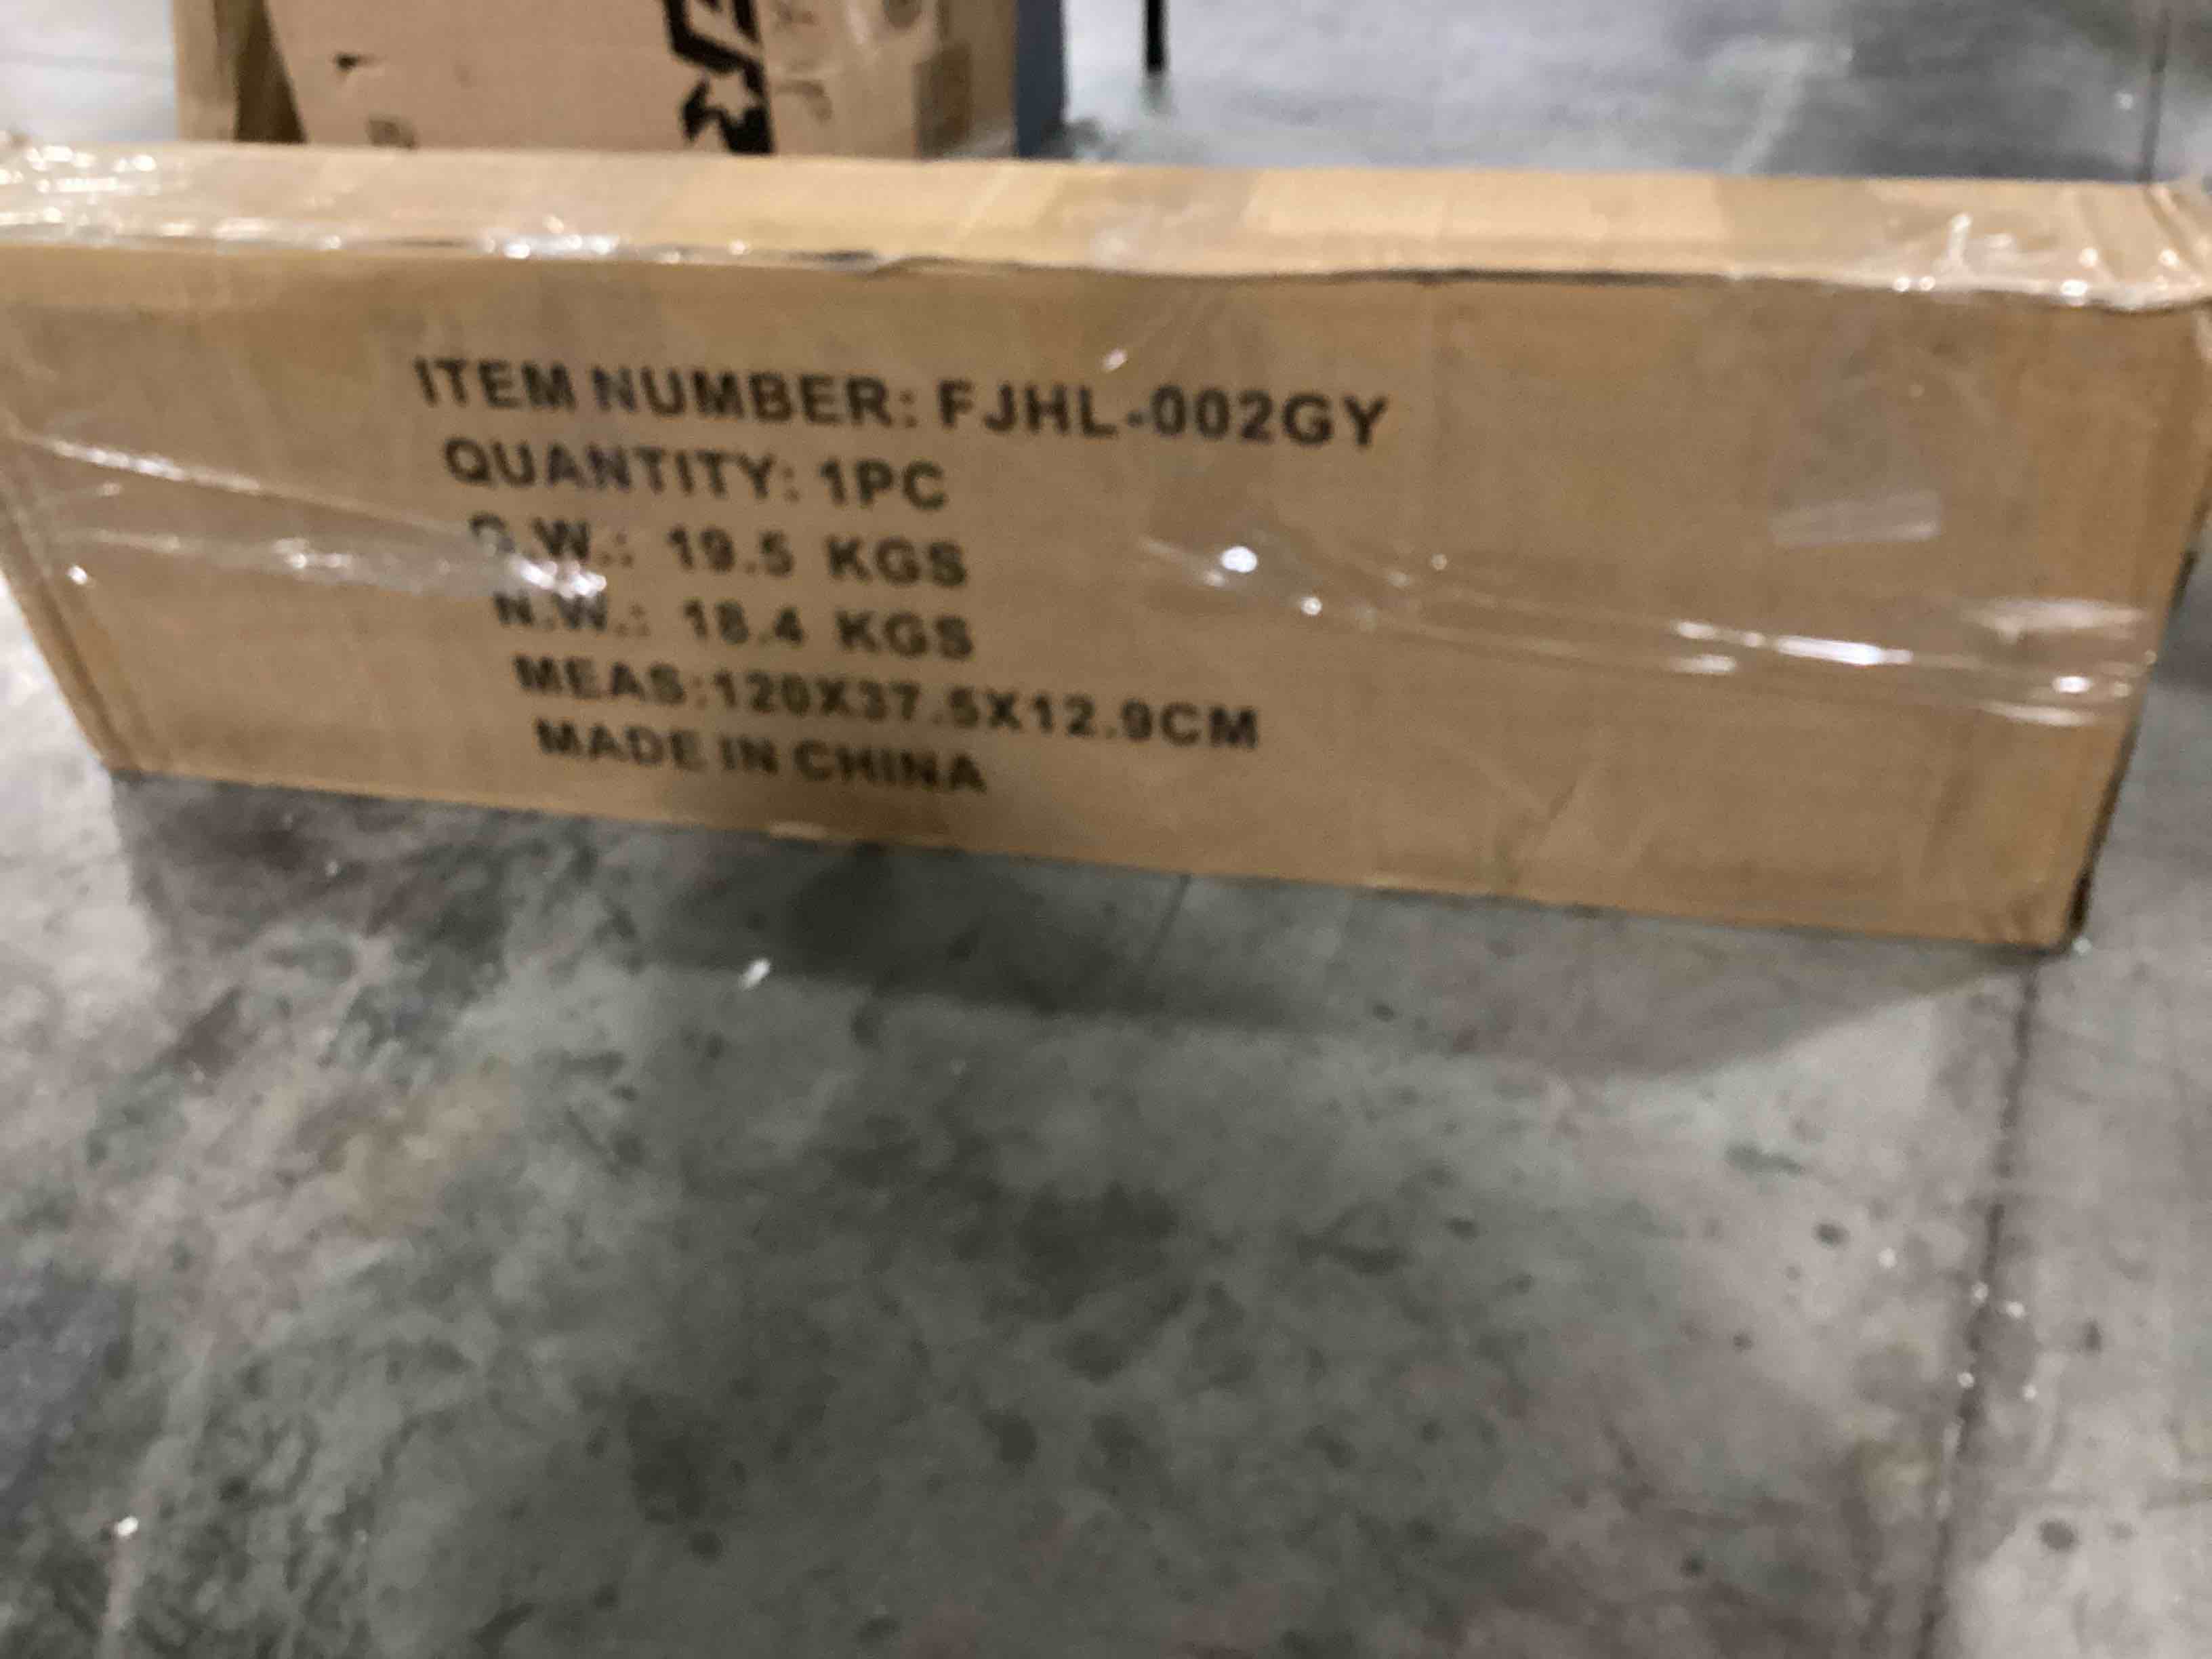 ITEM NUMBER: FJHL-002GY
QUANTITY: 1PC
G.W.: 19.5 KGS
N.W.: 18.4 KGS
MEAS:120X37.5X12.9CM
MADE IN CHINA